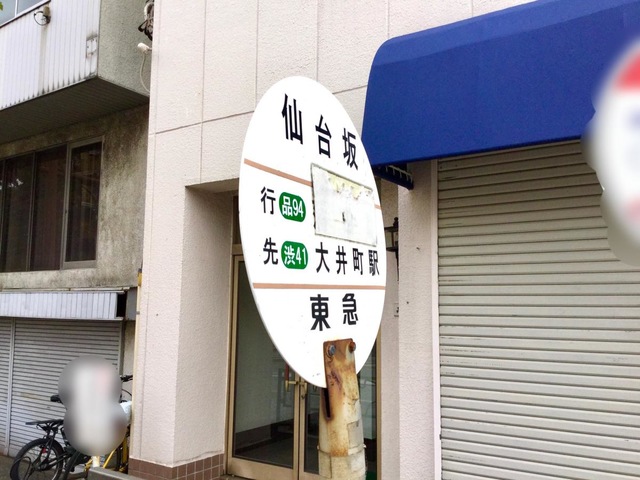 仙台坂
行 品94
先 渋41 大井町駅
東急